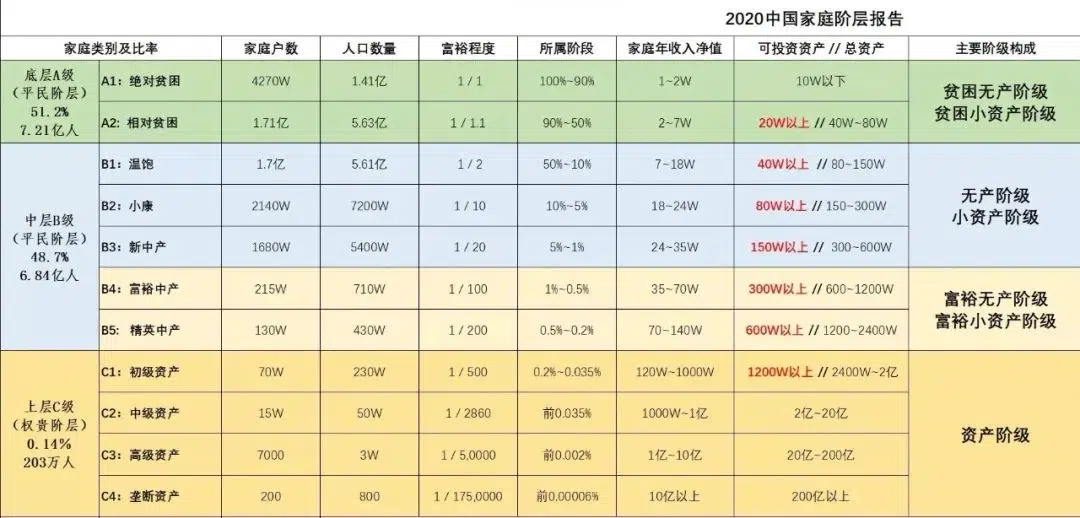 2020中国家庭阶层报告
家庭类别及比率 家庭户数 人口数量 富裕程度 所属阶段 家庭年收入净值 可投资资产 // 总资产 主要阶级构成
底层A级
(平民阶层)
51.2%
7.21亿人
A1：绝对贫困 4270W 1.41亿 1 / 1 100%~90% 1~2W 10W以下
A2：相对贫困 1.71亿 5.63亿 1 / 1.1 90%~50% 2~7W 20W以上 // 40W~80W
贫困无产阶级
贫困小资产阶级
中层B级
(平民阶层)
48.7%
6.84亿人
B1：温饱 1.7亿 5.61亿 1 / 2 50%~10% 7~18W 40W以上 // 80~150W
B2：小康 2140W 7200W 1 / 10 10%~5% 18~24W 80W以上 // 150~300W
B3：新中产 1680W 5400W 1 / 20 5%~1% 24~35W 150W以上 // 300~600W
无产阶级
小资产阶级
B4：富裕中产 215W 710W 1 / 100 1%~0.5% 35~70W 300W以上 // 600~1200W
B5：精英中产 130W 430W 1 / 200 0.5%~0.2% 70~140W 600W以上 // 1200~2400W
富裕无产阶级
富裕小资产阶级
上层C级
(权贵阶层)
0.14%
203万人
C1：初级资产 70W 230W 1 / 500 0.2%~0.035% 120W~1000W 1200W以上 // 2400W~2亿
C2：中级资产 15W 50W 1 / 2860 前0.035% 1000W~1亿 2亿~20亿
C3：高级资产 7000 3W 1 / 5,0000 前0.002% 1亿~10亿 20亿~200亿
C4：垄断资产 200 800 1 / 175,0000 前0.00006% 10亿以上 200亿以上
资产阶级